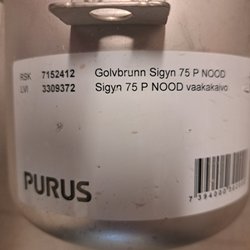 RSK 7152412 Golvbrunn Sigyn 75 P NOOD
LVI 3309372 Sigyn 75 P NOOD vaakakaivo
PURUS